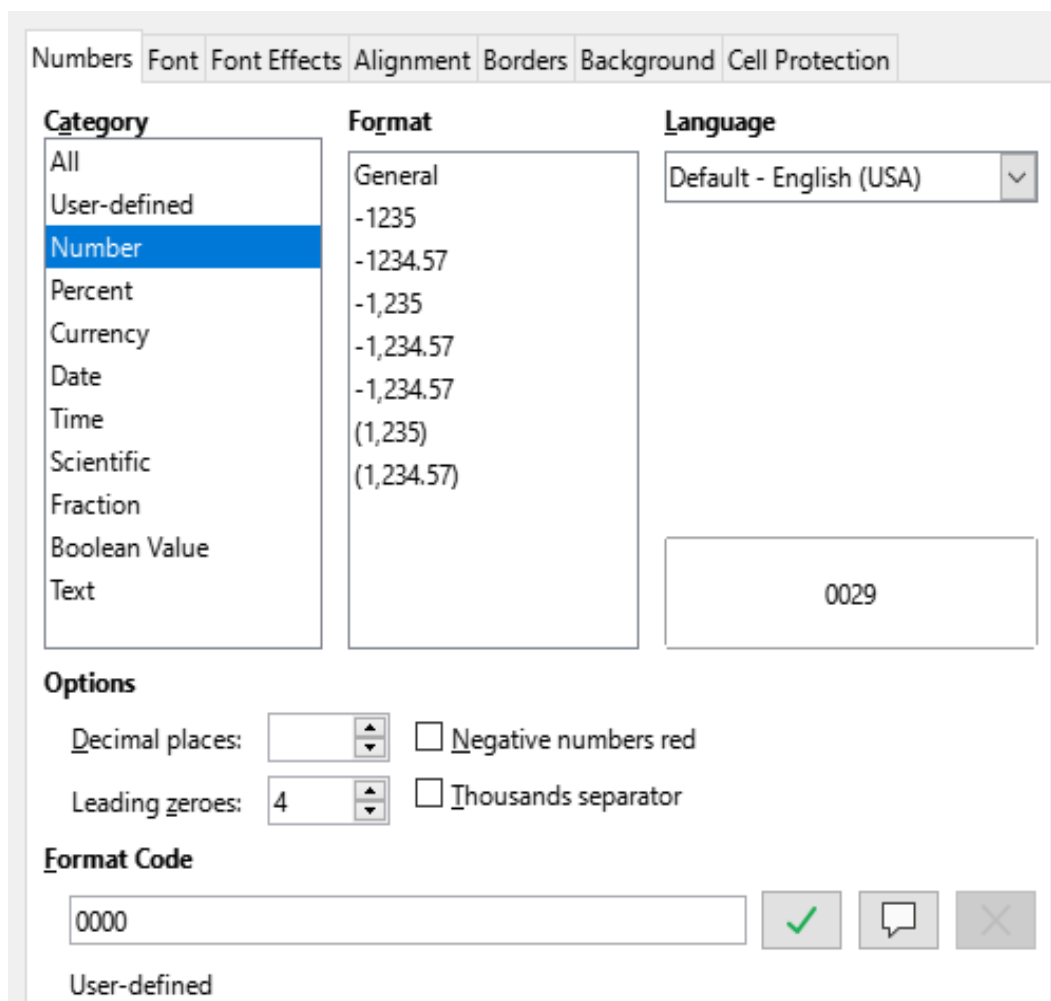 Numbers Font Font Effects Alignment Borders Background Cell Protection
Category
All
User-defined
Number
Percent
Currency
Date
Time
Scientific
Fraction
Boolean Value
Text
Format
General
-1235
-1234.57
-1,235
-1,234.57
-1,234.57
(1,235)
(1,234.57)
Language
Default - English (USA)
0029
Options
Decimal places:
Negative numbers red
Leading zeroes: 4
Thousands separator
Format Code
0000
User-defined